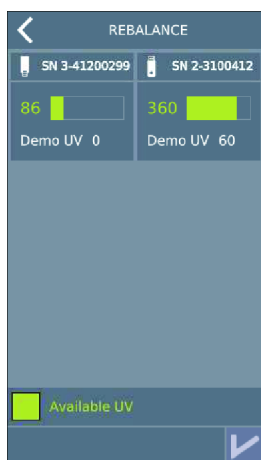 REBALANCE
SN 3-41200299
SN 2-3100412
86
360
Demo UV 0
Demo UV 60
Available UV